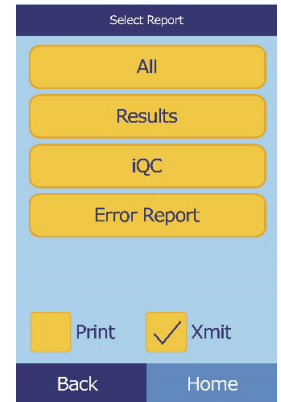 Select Report
All
Results
iQC
Error Report
Print Xmit
Back Home